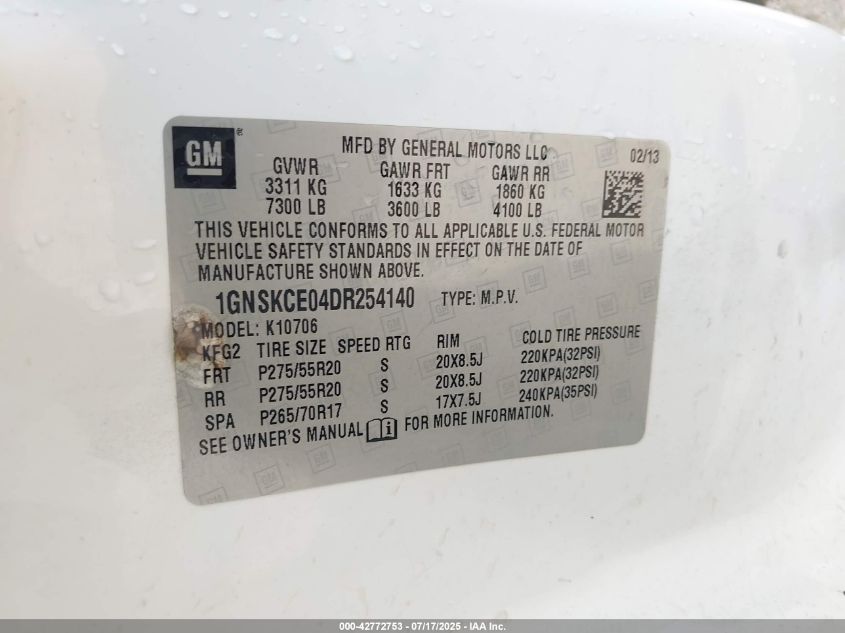 GM®
MFD BY GENERAL MOTORS LLC
02/13
GVWR GAWR FRT GAWR RR
3311 KG 1633 KG 1860 KG
7300 LB 3600 LB 4100 LB
THIS VEHICLE CONFORMS TO ALL APPLICABLE U.S. FEDERAL MOTOR
VEHICLE SAFETY STANDARDS IN EFFECT ON THE DATE OF
MANUFACTURE SHOWN ABOVE.
1GNSKCE04DR254140 TYPE: M.P.V.
MODEL: K10706
KFG2 TIRE SIZE SPEED RTG RIM COLD TIRE PRESSURE
FRT P275/55R20 S 20X8.5J 220KPA(32PSI)
RR P275/55R20 S 20X8.5J 220KPA(32PSI)
SPA P265/70R17 S 17X7.5J 240KPA(35PSI)
SEE OWNER'S MANUAL FOR MORE INFORMATION.
000-42772753 - 07/17/2025 - IAA Inc.